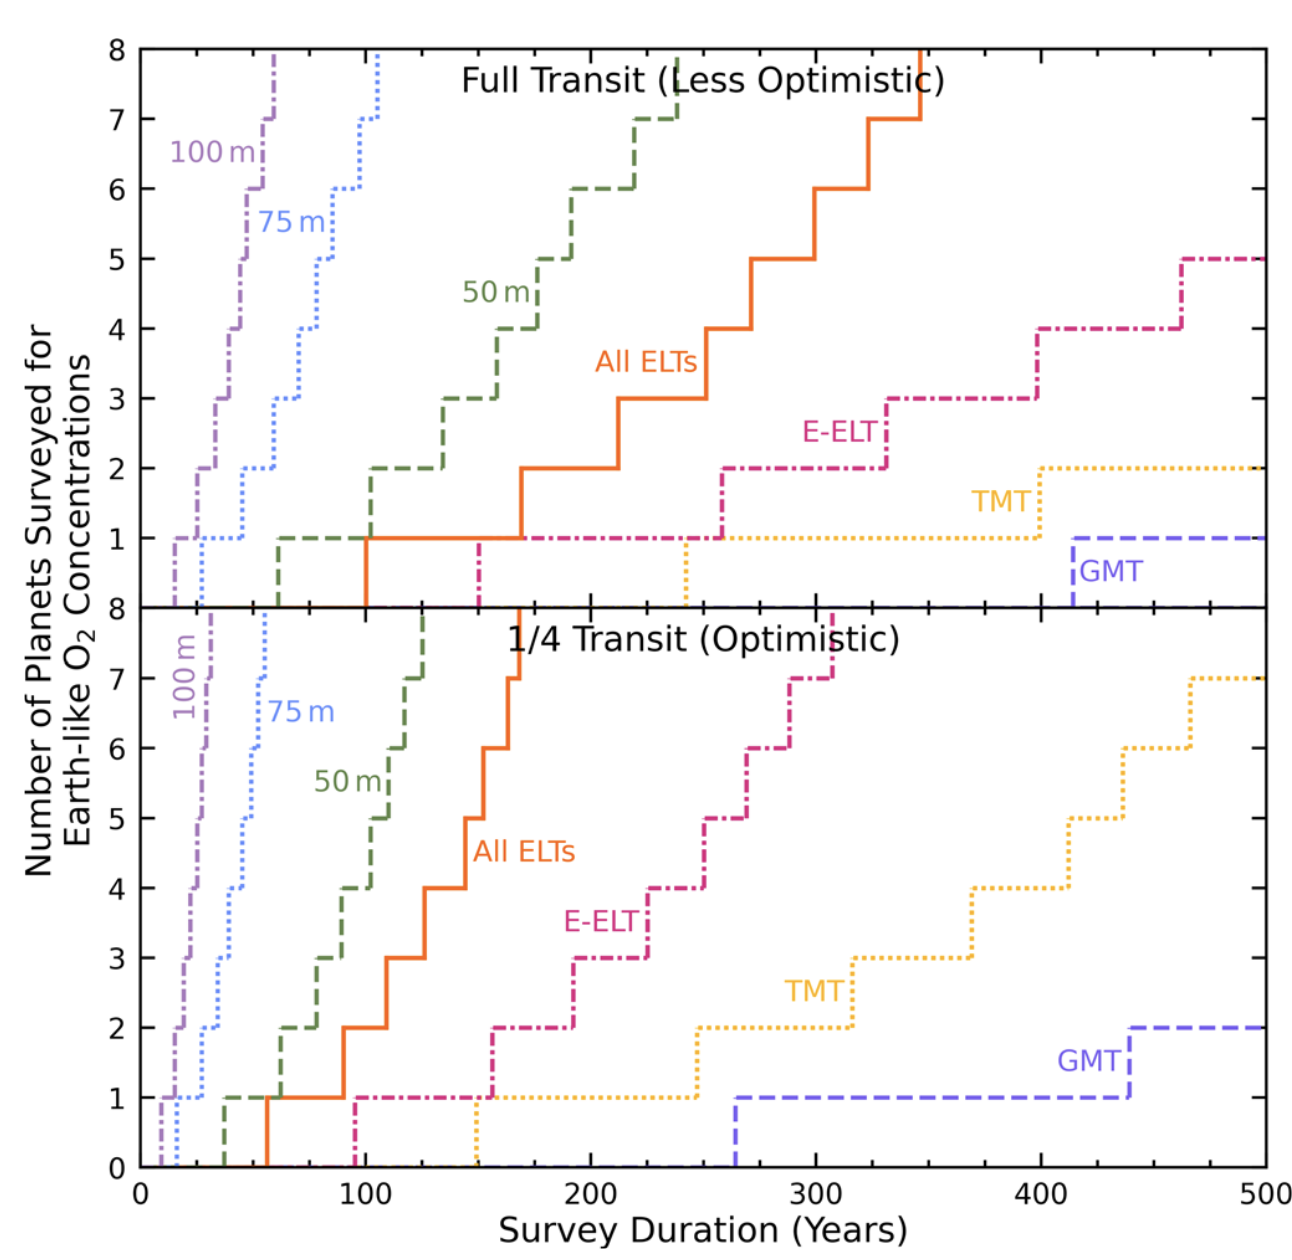 Number of Planets Surveyed for
Earth-like O₂ Concentrations
8
Full Transit (Less Optimistic)
7
100 m
6
75 m
5
50 m
4
All ELTs
3
E-ELT
2
TMT
1
GMT
8
1/4 Transit (Optimistic)
100 m
7
75 m
6
50 m
5
All ELTs
4
E-ELT
3
TMT
2
GMT
1
0
0 100 200 300 400 500
Survey Duration (Years)